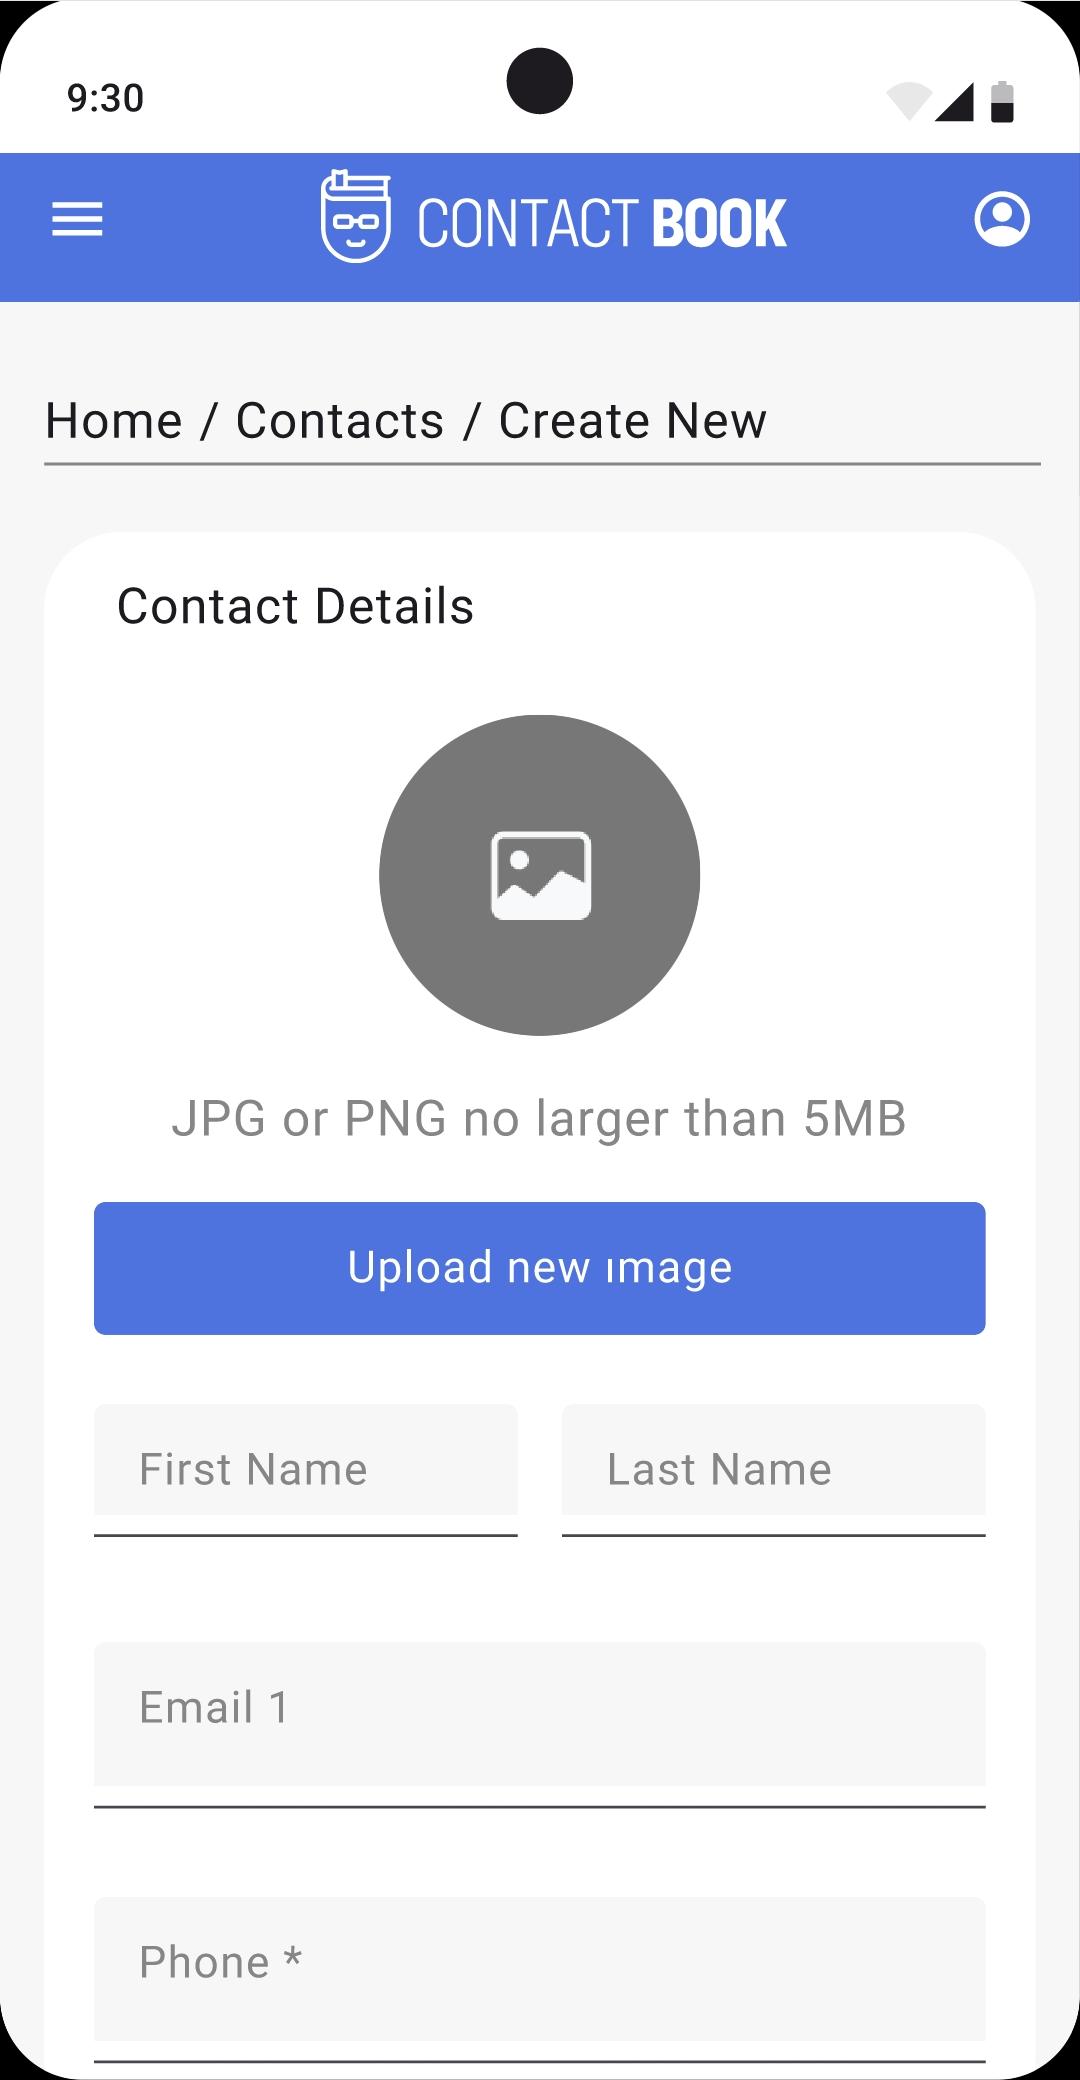 9:30
CONTACT BOOK
Home / Contacts / Create New
Contact Details
JPG or PNG no larger than 5MB
Upload new ımage
First Name
Last Name
Email 1
Phone *